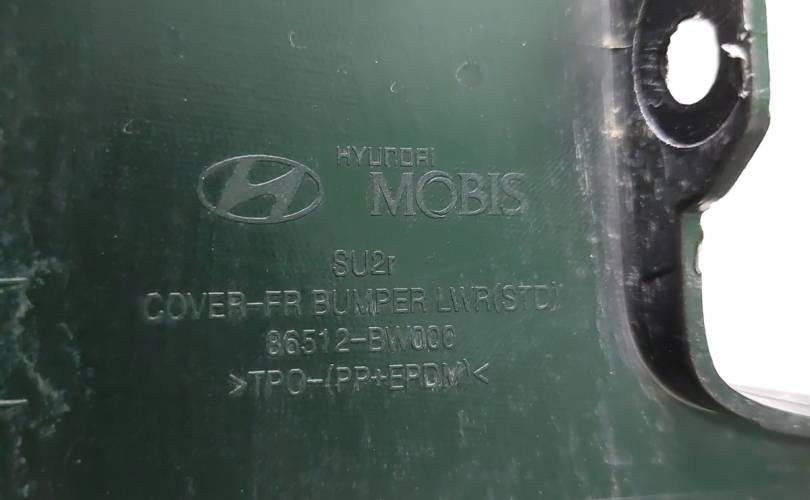 HYUNDAI
MOBIS
SU2r
COVER-FR BUMPER LWR(STD)
86512-BW000
>TPO-(PP+EPDM)<